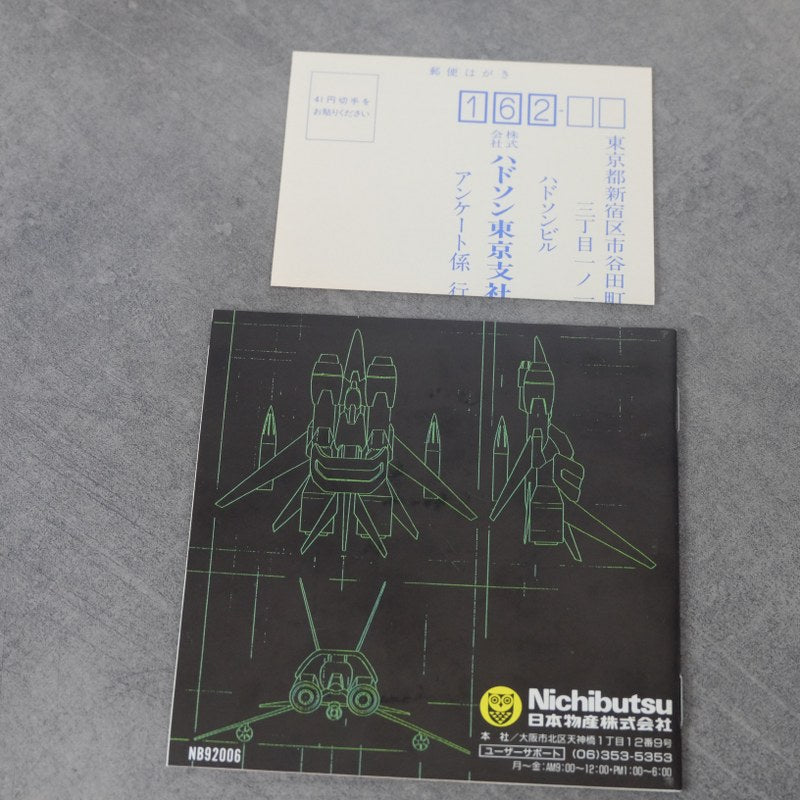 郵便はがき
41円切手を
お貼りください
162-
東京都新宿区市谷田町
三丁目一ノ一
ハドソンビル
株式会社ハドソン東京支社
アンケート係 行
Nichibutsu
日本物産株式会社
本 社／大阪市北区天神橋1丁目12番9号
ユーザーサポート (06)353-5353
月〜金:AM9:00〜12:00・PM1:00〜6:00
NB92006